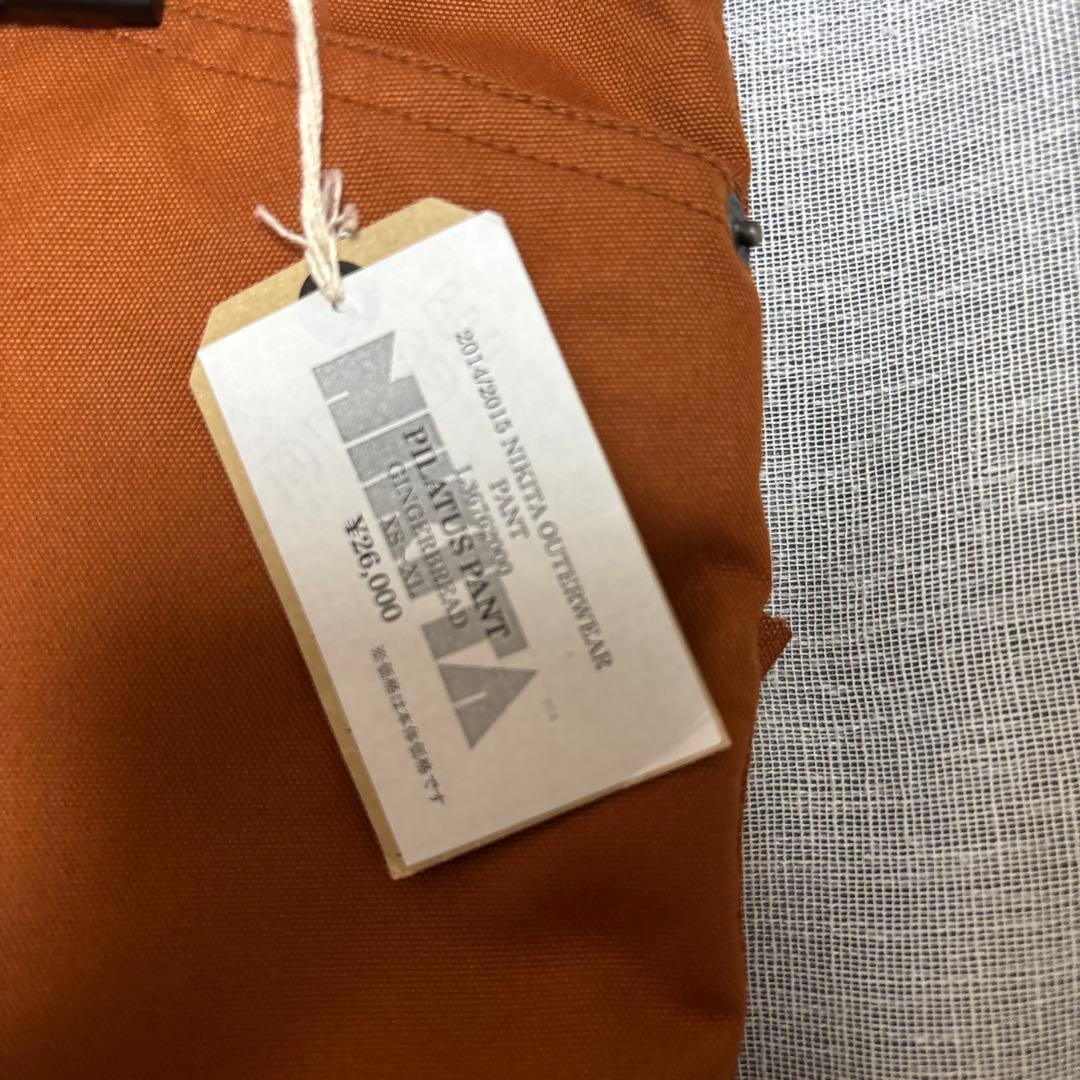 2014/2015 NIKITA OUTERWEAR
PANT
PILATUS PANT
GINGERBREAD
XS - XL
¥26,000
※価格は本体価格です
NIKITA